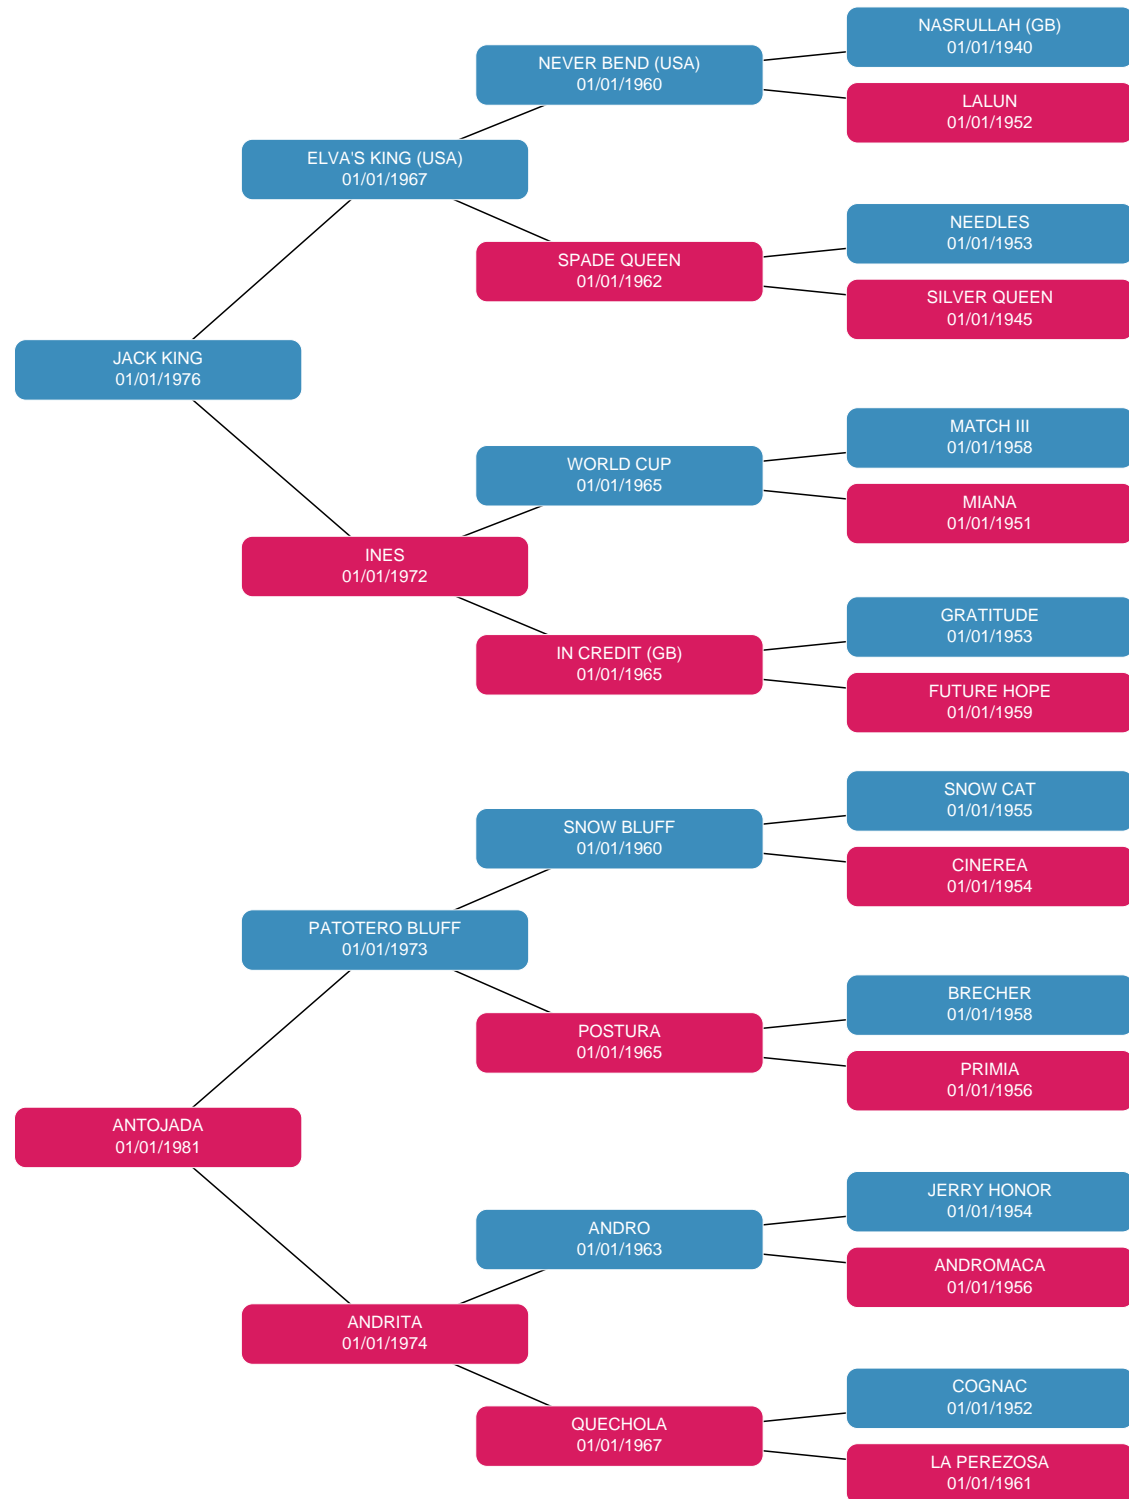 NASRULLAH (GB)
01/01/1940
NEVER BEND (USA)
01/01/1960
LALUN
01/01/1952
ELVA'S KING (USA)
01/01/1967
NEEDLES
01/01/1953
SPADE QUEEN
01/01/1962
SILVER QUEEN
01/01/1945
JACK KING
01/01/1976
MATCH III
01/01/1958
WORLD CUP
01/01/1965
MIANA
01/01/1951
INES
01/01/1972
GRATITUDE
01/01/1953
IN CREDIT (GB)
01/01/1965
FUTURE HOPE
01/01/1959
SNOW CAT
01/01/1955
SNOW BLUFF
01/01/1960
CINEREA
01/01/1954
PATOTERO BLUFF
01/01/1973
BRECHER
01/01/1958
POSTURA
01/01/1965
PRIMIA
01/01/1956
ANTOJADA
01/01/1981
JERRY HONOR
01/01/1954
ANDRO
01/01/1963
ANDROMACA
01/01/1956
ANDRITA
01/01/1974
COGNAC
01/01/1952
QUECHOLA
01/01/1967
LA PEREZOSA
01/01/1961